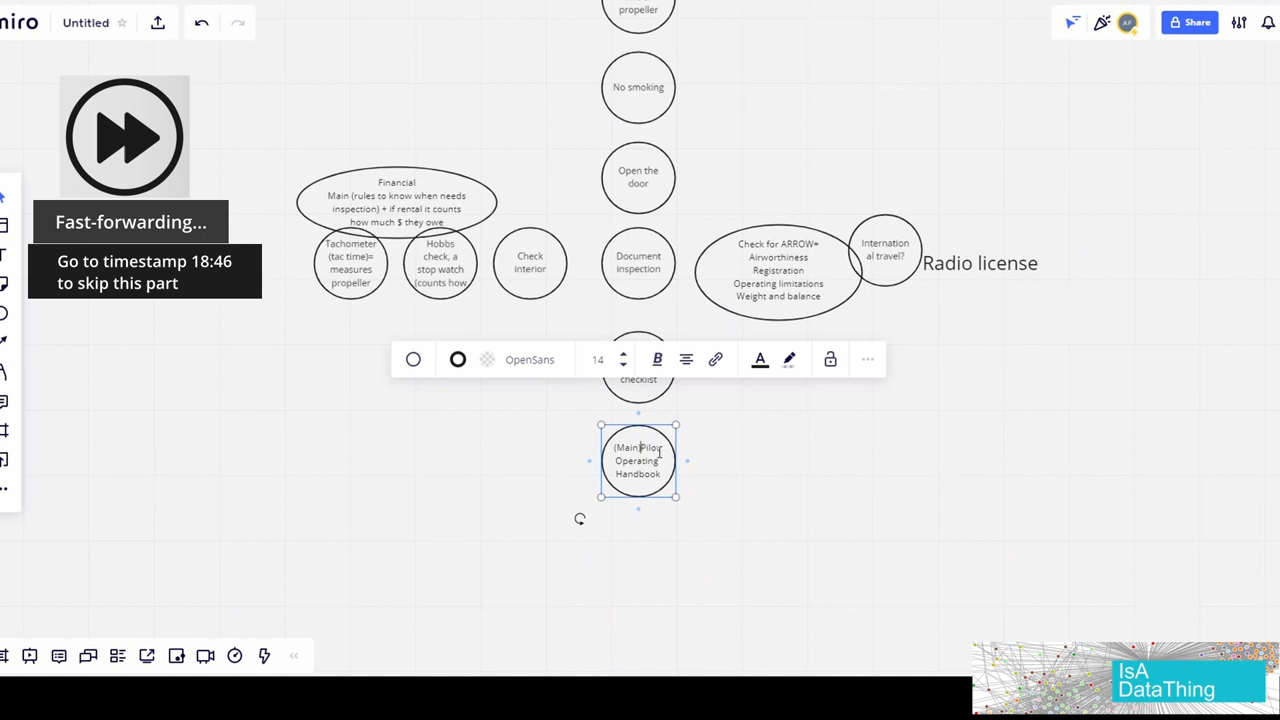 miro
Untitled
Share
AF
propeller
No smoking
Open the
door
Fast-forwarding...
Go to timestamp 18:46
to skip this part
Financial
Main (rules to know when needs
inspection) + if rental it counts
how much $ they owe
Tachometer
(tac time)=
measures
propeller
Hobbs
check, a
stop watch
(counts how
Check
Interior
Document
inspection
Check for ARROW=
Airworthiness
Registration
Operating limitations
Weight and balance
Internation
al travel?
Radio license
OpenSans
14
B
A
checklist
(Main)Pilot
Operating
Handbook
IsA
DataThing